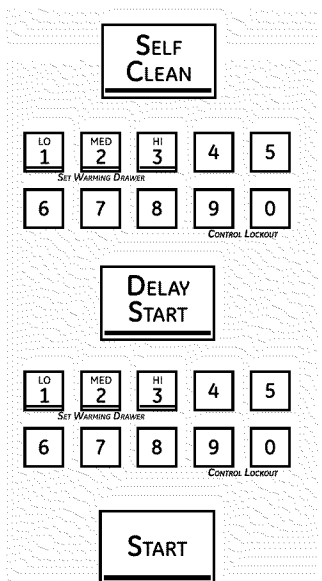 SELF
CLEAN
LO MED HI
1 2 3 4 5
SET WARMING DRAWER
6 7 8 9 0
CONTROL LOCKOUT
DELAY
START
LO MED HI
1 2 3 4 5
SET WARMING DRAWER
6 7 8 9 0
CONTROL LOCKOUT
START